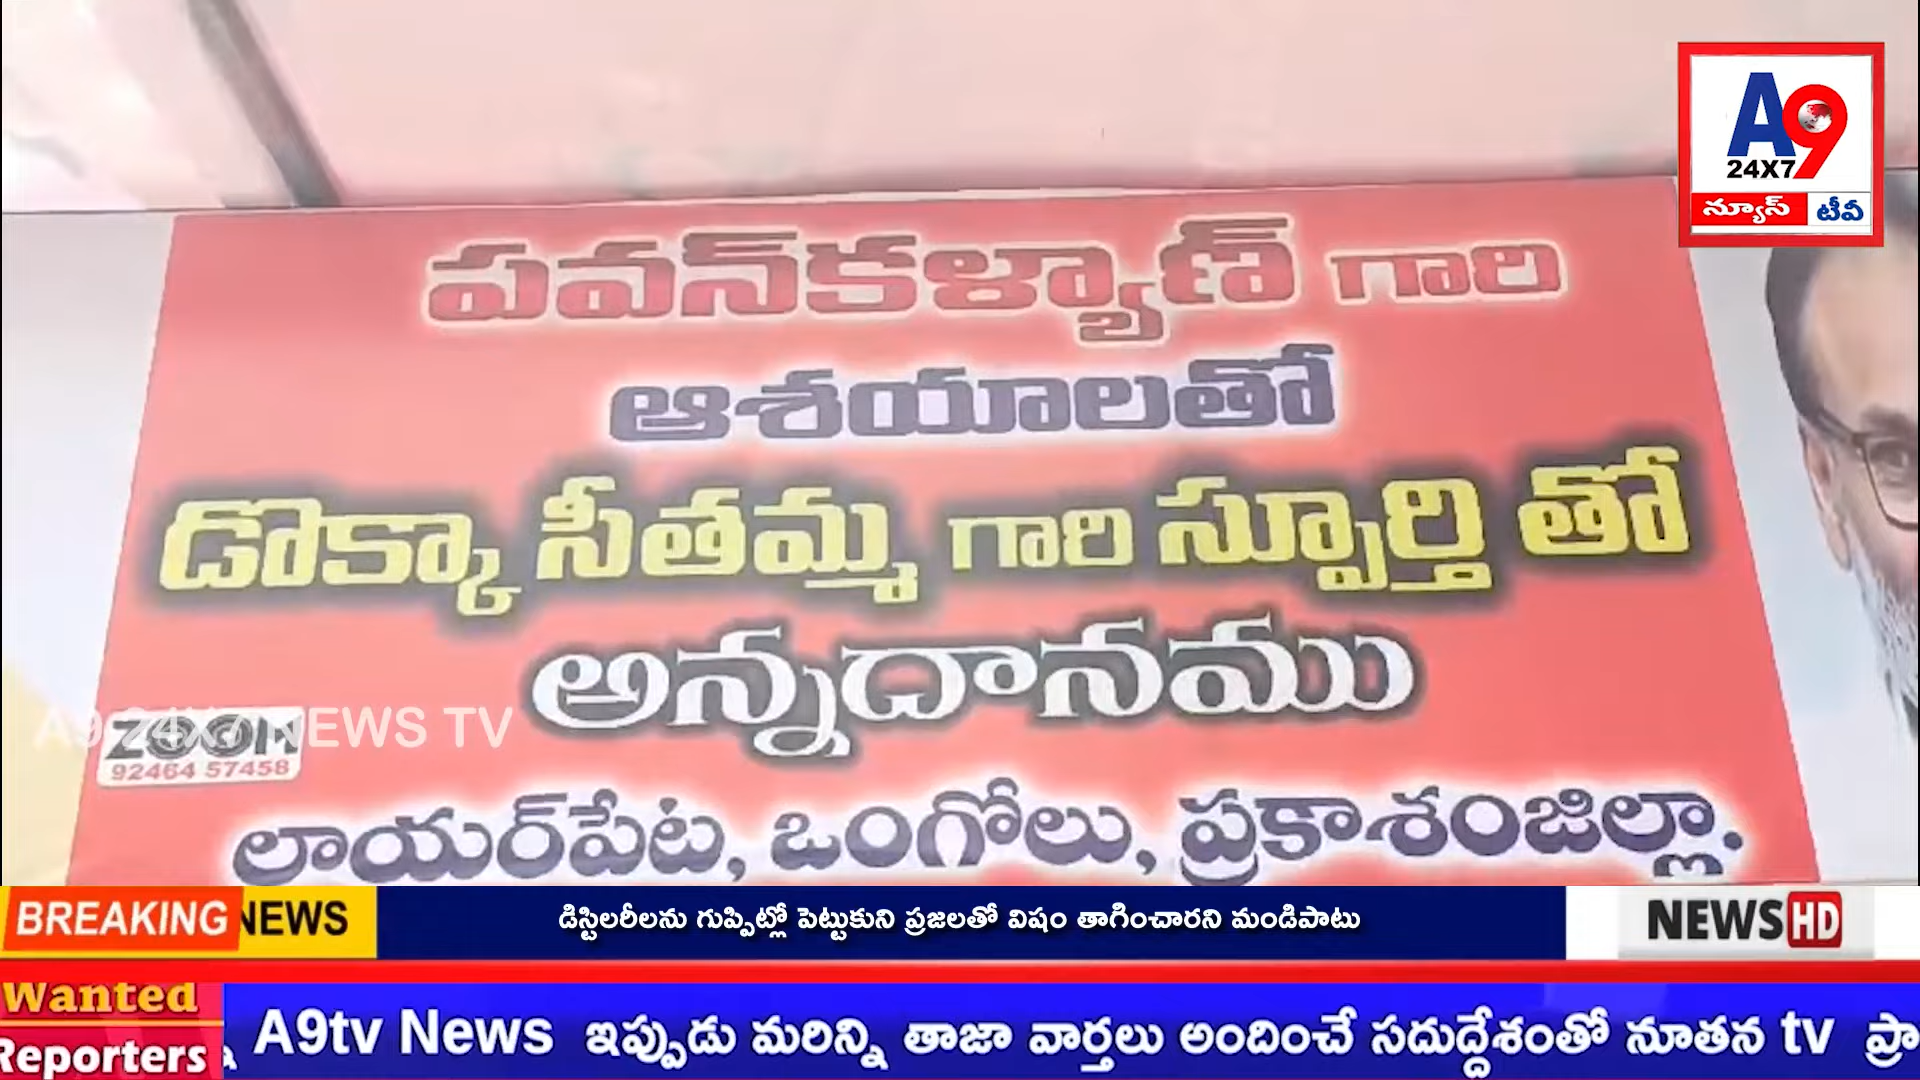 A9
24X7
న్యూస్ టీవీ
పవన్‌కళ్యాణ్ గారి
ఆశయాలతో
డొక్కా సీతమ్మ గారి స్ఫూర్తి తో
అన్నదానము
A9 24X7 NEWS TV
ZOOM
92464 57458
లాయర్‌పేట, ఒంగోలు, ప్రకాశంజిల్లా.
BREAKING NEWS
డిస్టిలరీలను గుప్పిట్లో పెట్టుకుని ప్రజలతో విషం తాగించారని మండిపాటు
NEWS HD
Wanted
Reporters
A9tv News ఇప్పుడు మరిన్ని తాజా వార్తలు అందించే సదుద్దేశంతో నూతన tv ప్రా